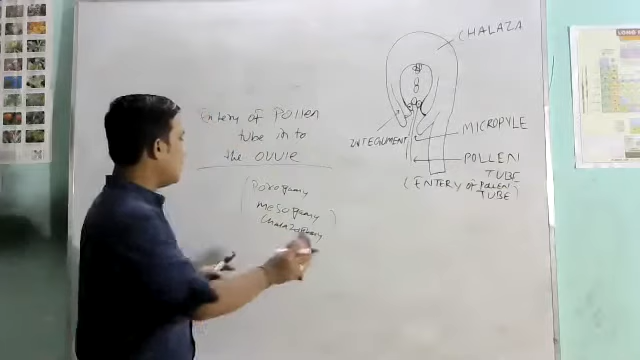 Entery of Pollen
tube in to
the ovule
(Porogamy
Mesogamy
Chalazogamy)
CHALAZA
INTEGUMENT
MICROPYLE
POLLEN
TUBE
(ENTERY OF POLLEN
TUBE)